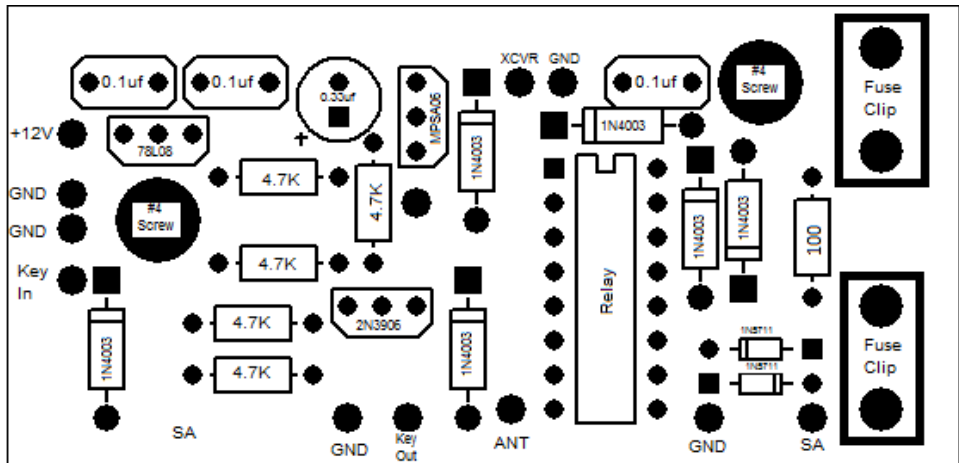 XCVR
GND
0.1uf
0.1uf
0.33uf
+
MPSA06
1N4003
0.1uf
#4
Screw
Fuse
Clip
+12V
78L08
1N4003
4.7K
4.7K
GND
#4
Screw
GND
1N4003
1N4003
100
4.7K
Key
In
Relay
1N4003
4.7K
2N3906
1N4003
1N5711
Fuse
Clip
4.7K
1N5711
SA
GND
Key
Out
ANT
GND
SA